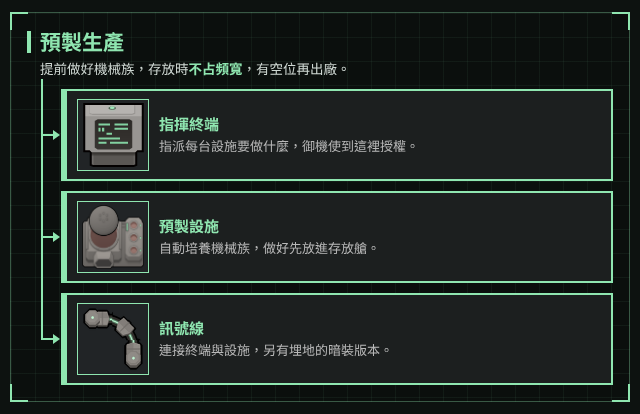 預製生產
提前做好機械族，存放時不占頻寬，有空位再出廠。
指揮終端
指派每台設施要做什麼，御機使到這裡授權。
預製設施
自動培養機械族，做好先放進存放艙。
訊號線
連接終端與設施，另有埋地的暗裝版本。